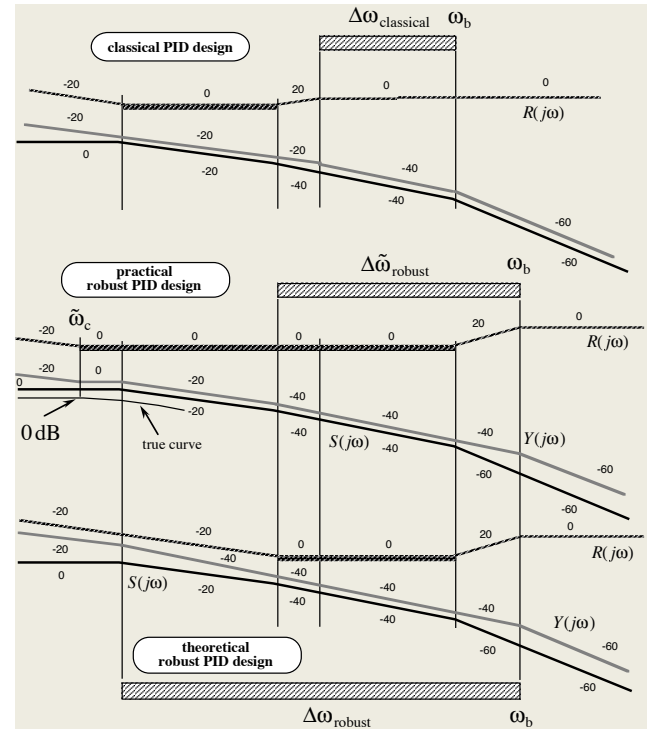 Δω_classical ω_b
classical PID design
-20 0 20 0 0
R(jω)
-20 -20 -20 -40
0 -20 -40 -40 -60
-60
practical
robust PID design
Δω̃_robust ω_b
ω̃_c
-20 0 0 0 0 20 0
R(jω)
-20 0 -20 -40 -40 -40 Y(jω)
0 -20 -40 S(jω) -40 -60 -60
0 dB
true curve
-60
-20 -20 0 0 20 0
R(jω)
-20 -40 -40 -40 -40 Y(jω)
0 S(jω) -20 -40 -40 -60 -60
-60
theoretical
robust PID design
Δω_robust ω_b